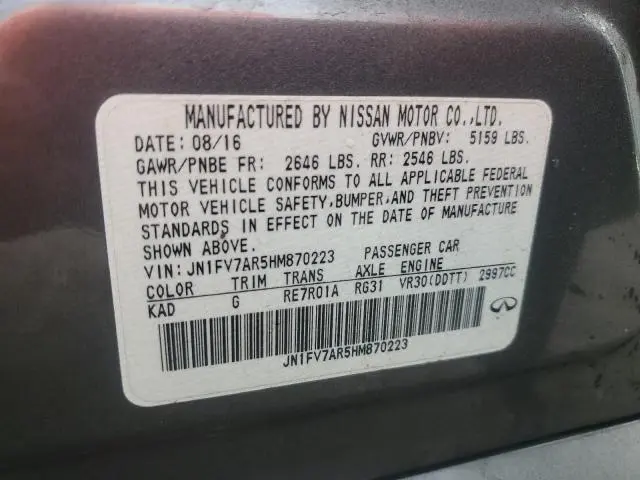 MANUFACTURED BY NISSAN MOTOR CO.,LTD.
DATE: 08/16 GVWR/PNBV: 5159 LBS.
GAWR/PNBE FR: 2646 LBS. RR: 2546 LBS.
THIS VEHICLE CONFORMS TO ALL APPLICABLE FEDERAL
MOTOR VEHICLE SAFETY,BUMPER,AND THEFT PREVENTION
STANDARDS IN EFFECT ON THE DATE OF MANUFACTURE
SHOWN ABOVE.
VIN: JN1FV7AR5HM870223 PASSENGER CAR
COLOR TRIM TRANS AXLE ENGINE
KAD G RE7R01A RG31 VR30(DDTT) 2997CC
JN1FV7AR5HM870223